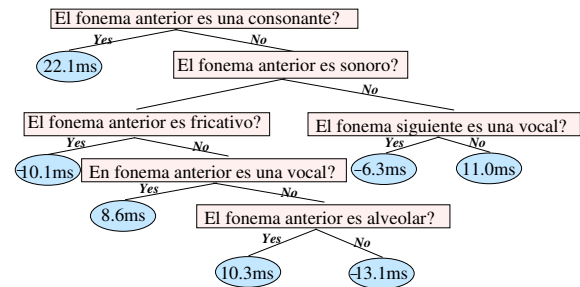 El fonema anterior es una consonante?
Yes No
22.1ms El fonema anterior es sonoro?
No
El fonema anterior es fricativo? El fonema siguiente es una vocal?
Yes No Yes No
-10.1ms En fonema anterior es una vocal? -6.3ms 11.0ms
Yes No
8.6ms El fonema anterior es alveolar?
Yes No
10.3ms -13.1ms